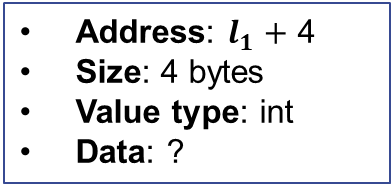 • Address: l₁ + 4
• Size: 4 bytes
• Value type: int
• Data: ?